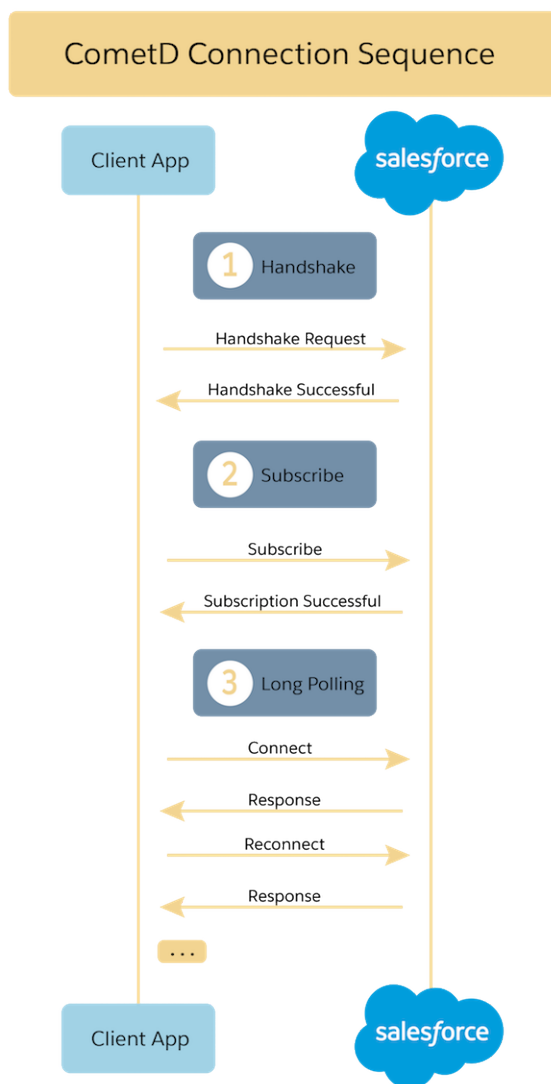 CometD Connection Sequence
Client App
salesforce
1 Handshake
Handshake Request
Handshake Successful
2 Subscribe
Subscribe
Subscription Successful
3 Long Polling
Connect
Response
Reconnect
Response
...
Client App
salesforce